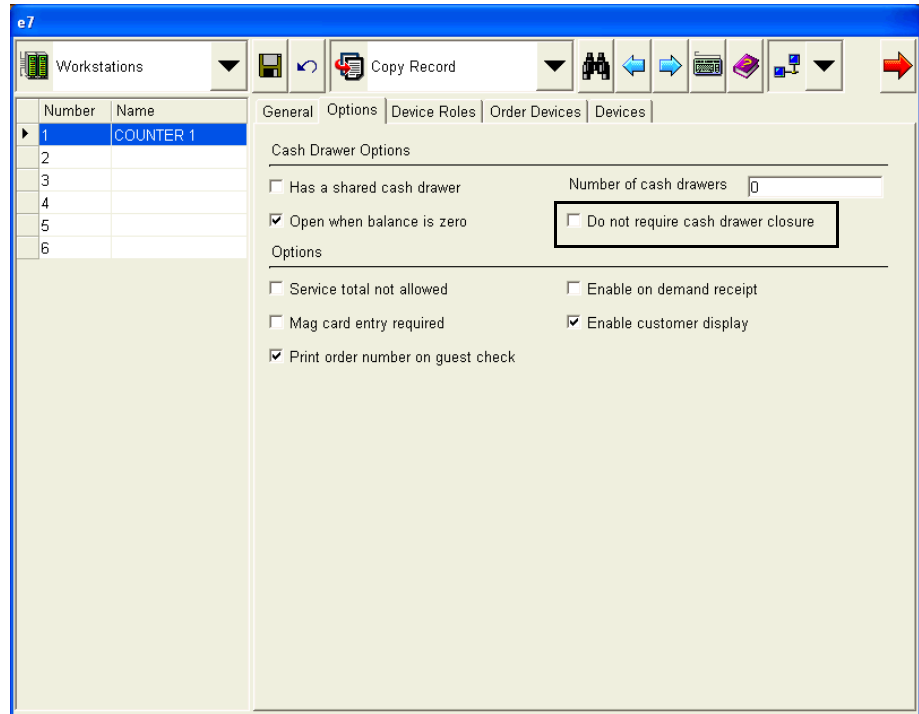 e7
Workstations
Copy Record
Number Name
1 COUNTER 1
2
3
4
5
6
General Options Device Roles Order Devices Devices
Cash Drawer Options
Has a shared cash drawer Number of cash drawers 0
Open when balance is zero Do not require cash drawer closure
Options
Service total not allowed Enable on demand receipt
Mag card entry required Enable customer display
Print order number on guest check